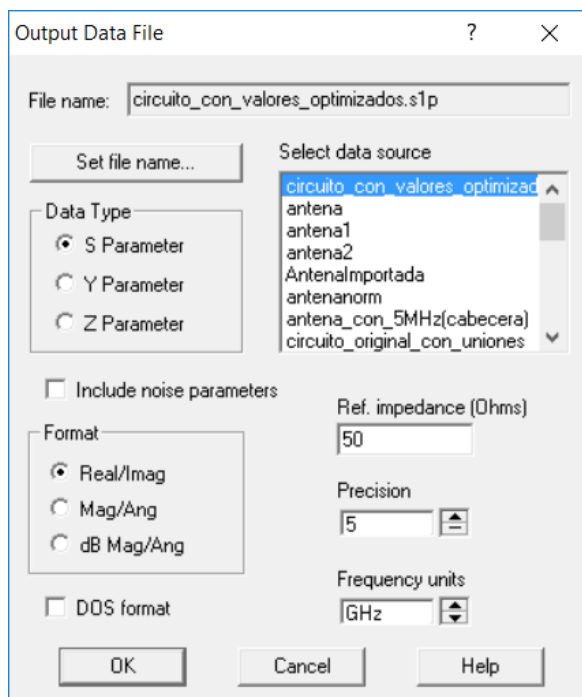 Output Data File
?
File name:
circuito_con_valores_optimizados.s1p
Set file name...
Select data source
circuito_con_valores_optimizad
antena
antena1
antena2
AntenaImportada
antenanorm
antena_con_5MHz(cabecera)
circuito_original_con_uniones
Data Type
S Parameter
Y Parameter
Z Parameter
Include noise parameters
Format
Real/Imag
Mag/Ang
dB Mag/Ang
DOS format
Ref. impedance (Ohms)
50
Precision
5
Frequency units
GHz
OK
Cancel
Help